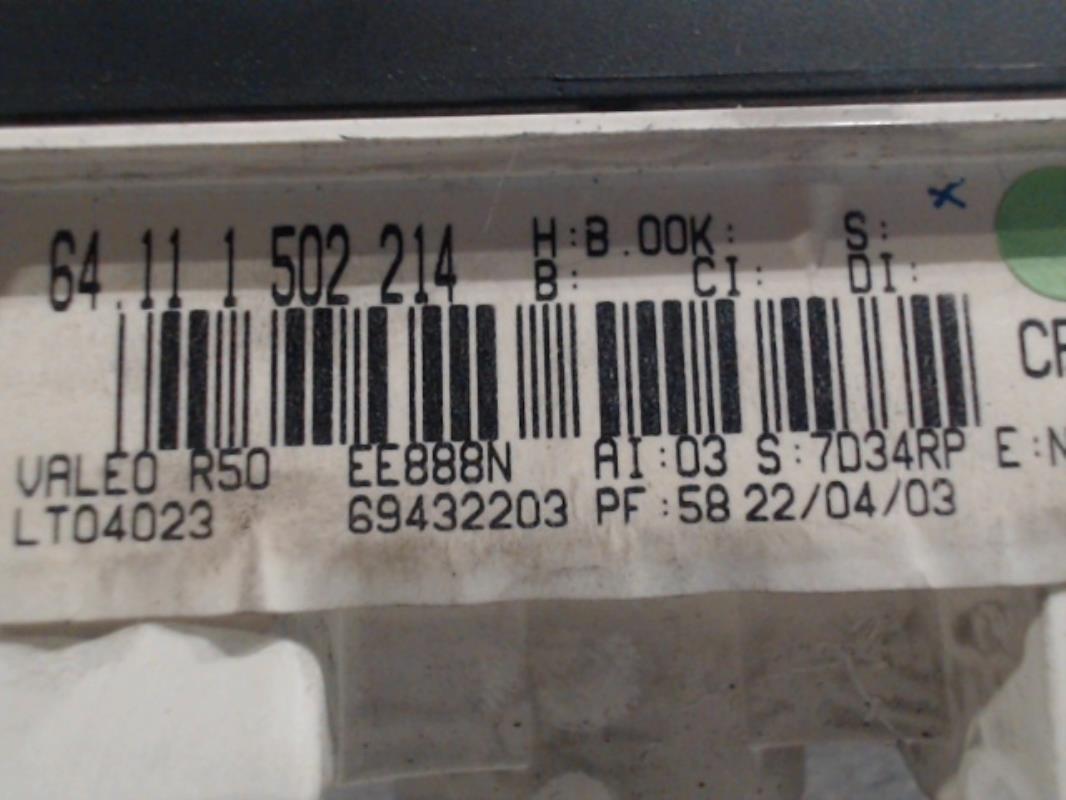 64.11 1 502 214 H:B.00K: S:
B: CI: DI:
CF
VALEO R50 EE888N AI:03 S:7D34RP E:N
LT04023 69432203 PF:58 22/04/03